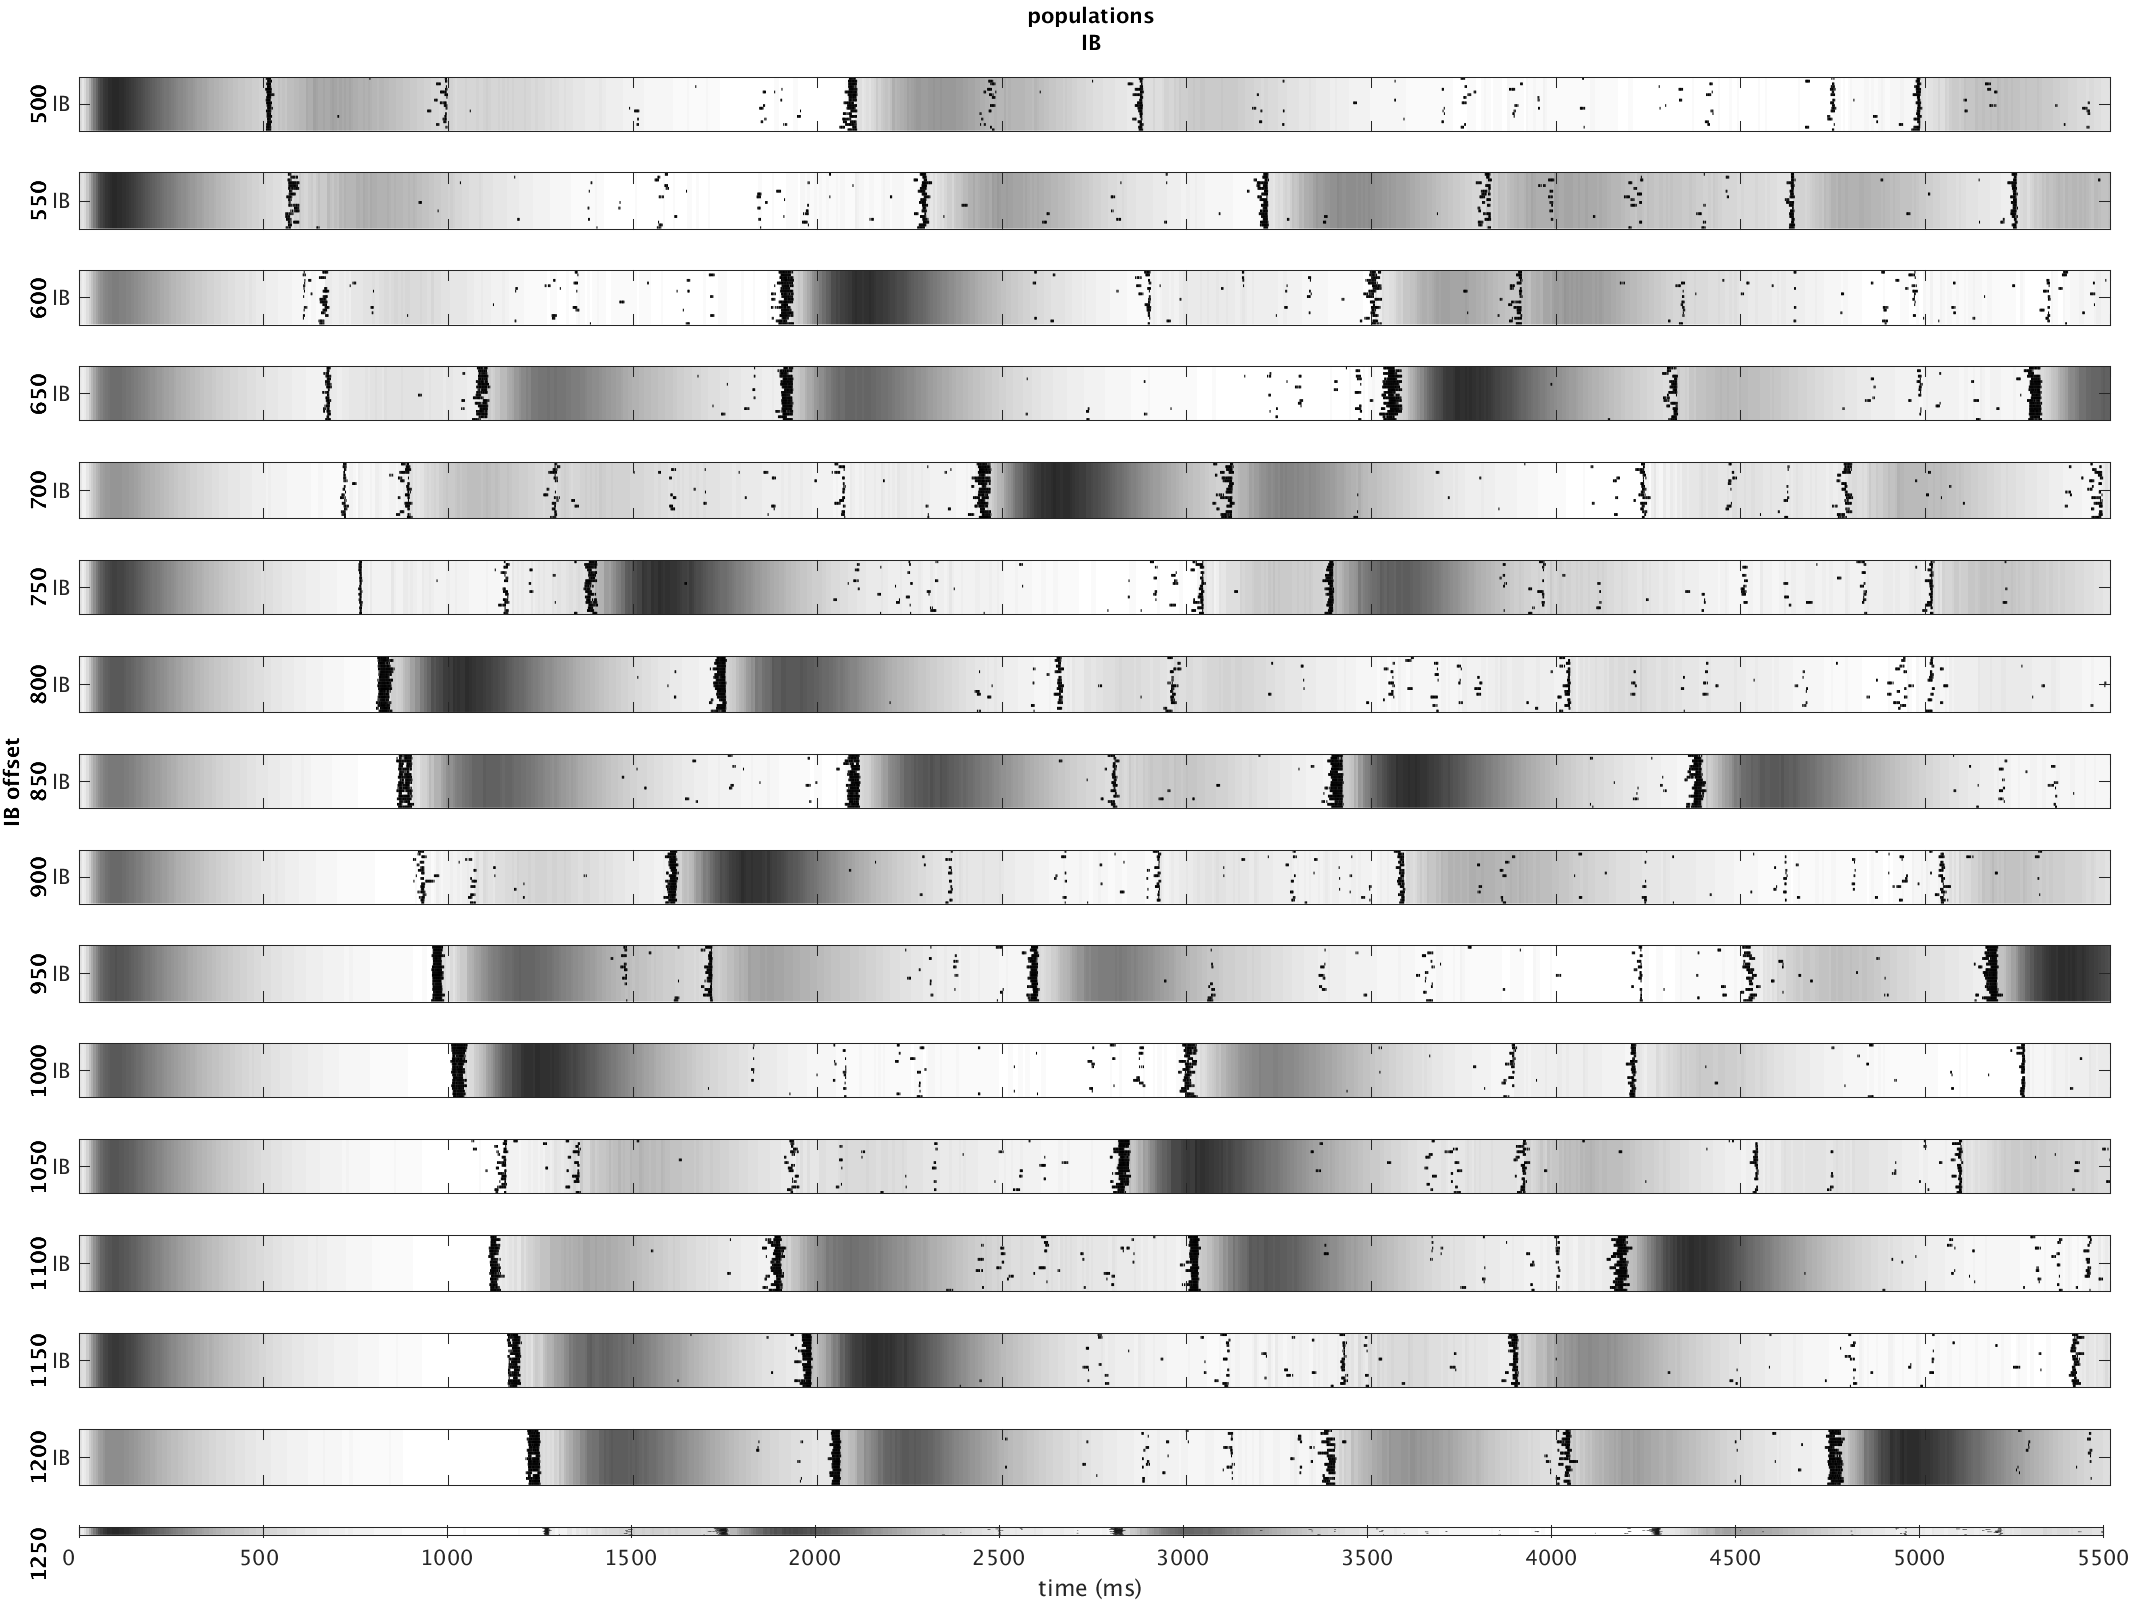 populations
IB
500 IB
550 IB
600 IB
650 IB
700 IB
750 IB
800 IB
850 IB
900 IB
950 IB
1000 IB
1050 IB
1100 IB
1150 IB
1200 IB
1250
IB offset
0 500 1000 1500 2000 2500 3000 3500 4000 4500 5000 5500
time (ms)